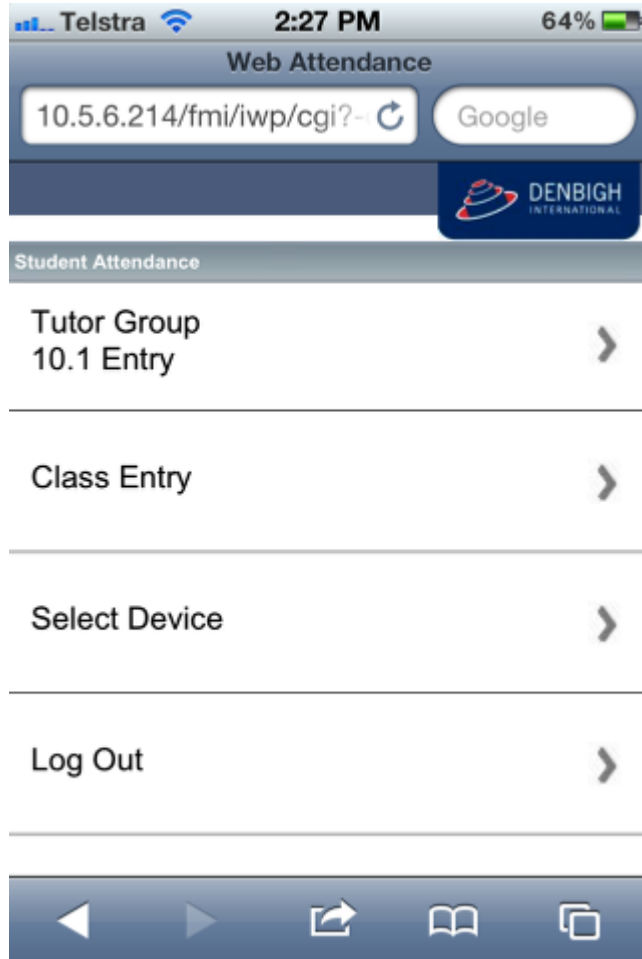 Telstra 2:27 PM 64%
Web Attendance
10.5.6.214/fmi/iwp/cgi?- Google
DENBIGH
INTERNATIONAL
Student Attendance
Tutor Group
10.1 Entry
Class Entry
Select Device
Log Out